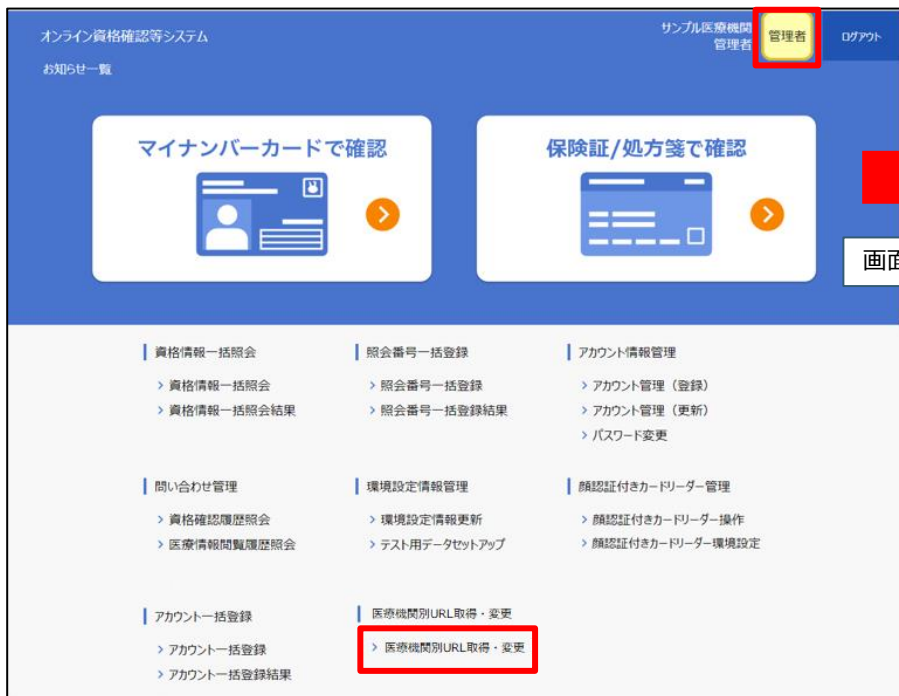 オンライン資格確認等システム
サンプル医療機関
管理者
管理者
ログアウト
お知らせ一覧
マイナンバーカードで確認
保険証/処方箋で確認
画面
資格情報一括照会
> 資格情報一括照会
> 資格情報一括照会結果
照会番号一括登録
> 照会番号一括登録
> 照会番号一括登録結果
アカウント情報管理
> アカウント管理（登録）
> アカウント管理（更新）
> パスワード変更
問い合わせ管理
> 資格確認履歴照会
> 医療情報閲覧履歴照会
環境設定情報管理
> 環境設定情報更新
> テスト用データセットアップ
顔認証付きカードリーダー管理
> 顔認証付きカードリーダー操作
> 顔認証付きカードリーダー環境設定
アカウント一括登録
> アカウント一括登録
> アカウント一括登録結果
医療機関別URL取得・変更
> 医療機関別URL取得・変更